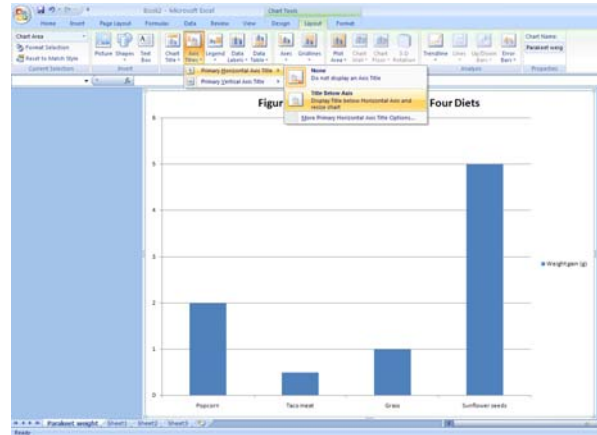 Book2 - Microsoft Excel
Chart Tools
Home Insert Page Layout Formulas Data Review View Design Layout Format
Chart Area
Format Selection
Reset to Match Style
Current Selection
Picture Shapes Text Box
Insert
Chart Title Axis Titles Legend Data Labels Data Table
Axes Gridlines
Plot Area Chart Wall Chart Floor 3-D Rotation
Trendline Lines Up/Down Bars Error Bars
Analysis
Chart Name:
Parakeet weig
Properties
Primary Horizontal Axis Title
Primary Vertical Axis Title
None
Do not display an Axis Title
Title Below Axis
Display Title below Horizontal Axis and
resize chart
More Primary Horizontal Axis Title Options...
Figur
Four Diets
6
5
4
3
2
1
0
Popcorn Taco meat Grass Sunflower seeds
Weight gain (g)
Parakeet weight Sheet1 Sheet2 Sheet3
Ready